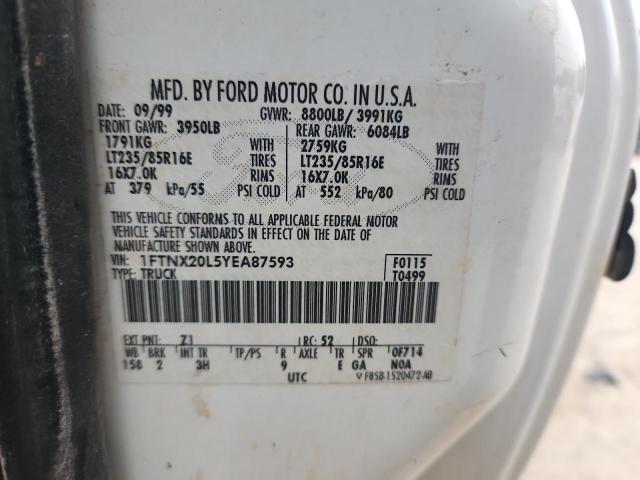 MFD. BY FORD MOTOR CO. IN U.S.A.
DATE: 09/99 GVWR: 8800LB/ 3991KG
FRONT GAWR: 3950LB REAR GAWR: 6084LB
1791KG WITH 2759KG WITH
LT235/85R16E TIRES LT235/85R16E TIRES
16X7.0K RIMS 16X7.0K RIMS
AT 379 kPa/55 PSI COLD AT 552 kPa/80 PSI COLD
THIS VEHICLE CONFORMS TO ALL APPLICABLE FEDERAL MOTOR
VEHICLE SAFETY STANDARDS IN EFFECT ON THE DATE OF
MANUFACTURE SHOWN ABOVE.
VIN: 1FTNX20L5YEA87593 F0115
TYPE: TRUCK T0499
EXT PNT: Z1 RC: 52 DSO:
WB BRK INT TR TP/PS R AXLE TR SPR 0F714
158 2 3H 9 E GA N0A
UTC F85B-1520472-AB